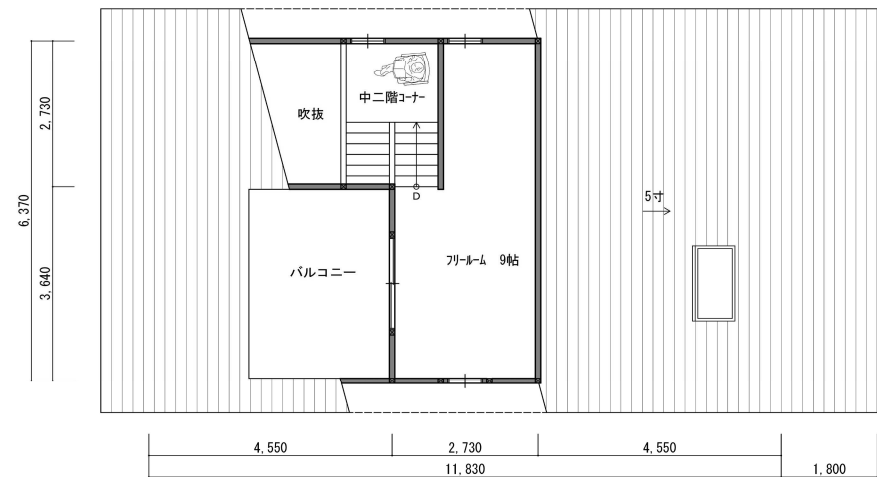 2,730
3,640
6,370
吹抜
中二階コーナー
D
バルコニー
フリールーム 9帖
5寸
4,550
2,730
4,550
11,830
1,800